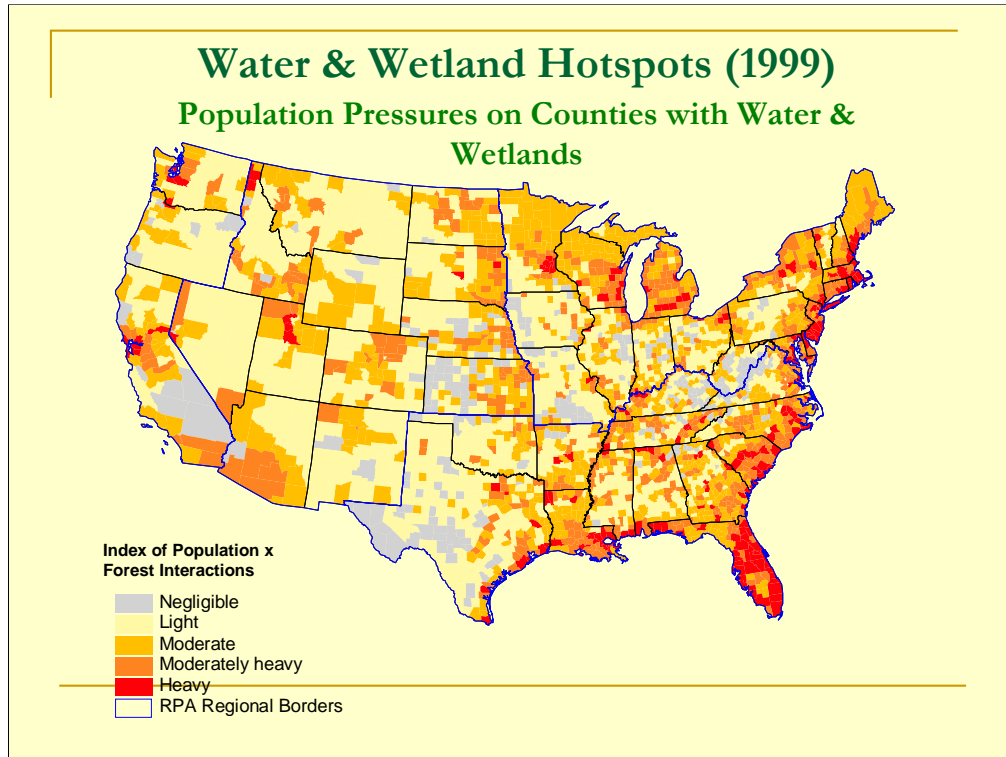 Water & Wetland Hotspots (1999)
Population Pressures on Counties with Water &
Wetlands
Index of Population x
Forest Interactions
Negligible
Light
Moderate
Moderately heavy
Heavy
RPA Regional Borders